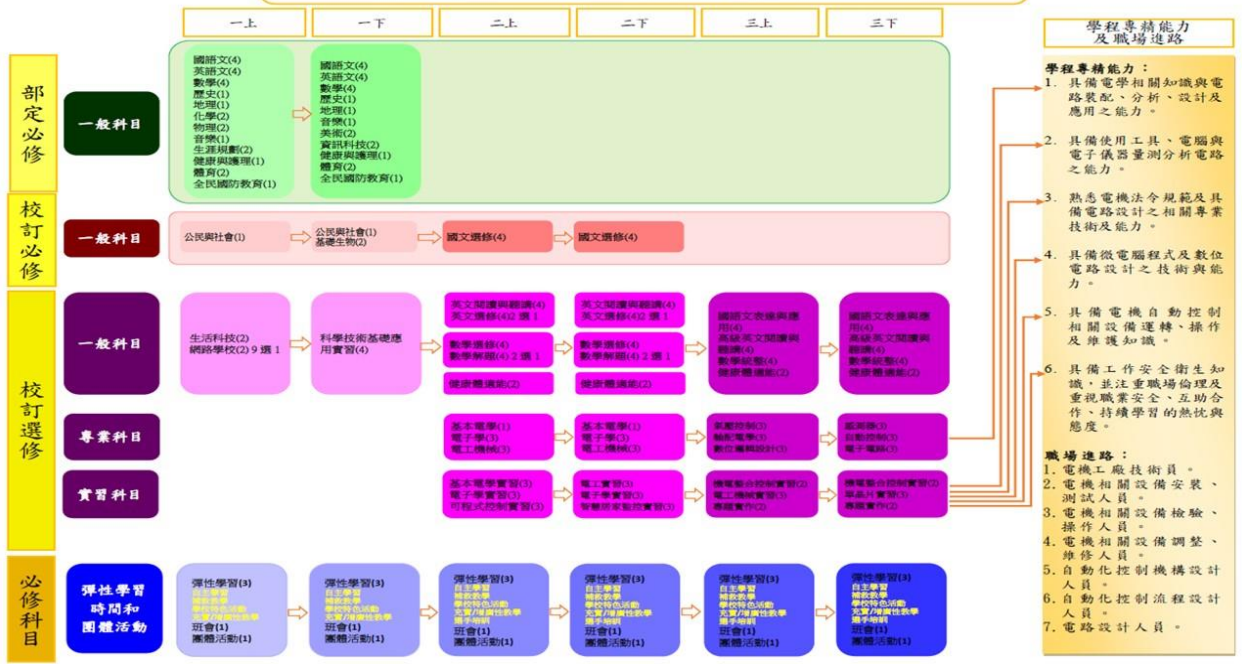 一上
一下
二上
二下
三上
三下
學程專精能力
及職場進路
部定必修
一般科目
國語文(4)
英語文(4)
數學(4)
歷史(1)
地理(1)
化學(2)
物理(2)
音樂(1)
生涯規劃(2)
健康與護理(1)
體育(2)
全民國防教育(1)
國語文(4)
英語文(4)
數學(4)
歷史(1)
地理(1)
音樂(1)
美術(2)
資訊科技(2)
健康與護理(1)
體育(2)
全民國防教育(1)
校訂必修
一般科目
公民與社會(1)
公民與社會(1)
基礎生物(2)
國文選修(4)
國文選修(4)
校訂選修
一般科目
生活科技(2)
網路學校(2) 9 選 1
科學技術基礎應
用實習(4)
英文閱讀與翻譯(4)
英文選修(4)2 選 1
數學選修(4)
數學解題(4) 2 選 1
健康體適能(2)
英文閱讀與翻譯(4)
英文選修(4)2 選 1
數學選修(4)
數學解題(4) 2 選 1
健康體適能(2)
國語文表達與應
用(4)
高級英文閱讀與
翻譯(4)
數學統整(4)
健康體適能(2)
國語文表達與應
用(4)
高級英文閱讀與
翻譯(4)
數學統整(4)
健康體適能(2)
專業科目
基本電學(1)
電子學(3)
電工機械(3)
基本電學(1)
電子學(3)
電工機械(3)
氣壓控制(3)
輸配電學(3)
數位邏輯設計(3)
感測器(3)
自動控制(3)
電子電路(3)
實習科目
基本電學實習(3)
電子學實習(3)
可程式控制實習(3)
電工實習(3)
電子學實習(3)
智慧居家監控實習(3)
機電整合控制實習(2)
電工機械實習(3)
專題實作(2)
機電整合控制實習(2)
單晶片實習(3)
專題實作(2)
必修科目
彈性學習
時間和
團體活動
彈性學習(3)
自主學習
補救教學
學校特色活動
充實/增廣性教學
班會(1)
團體活動(1)
彈性學習(3)
自主學習
補救教學
學校特色活動
充實/增廣性教學
班會(1)
團體活動(1)
彈性學習(3)
自主學習
補救教學
學校特色活動
充實/增廣性教學
選手培訓
班會(1)
團體活動(1)
彈性學習(3)
自主學習
補救教學
學校特色活動
充實/增廣性教學
選手培訓
班會(1)
團體活動(1)
彈性學習(3)
自主學習
補救教學
學校特色活動
充實/增廣性教學
選手培訓
班會(1)
團體活動(1)
彈性學習(3)
自主學習
補救教學
學校特色活動
充實/增廣性教學
選手培訓
班會(1)
團體活動(1)
學程專精能力：
1. 具備電學相關知識與電
路裝配、分析、設計及
應用之能力。
2. 具備使用工具、電腦與
電子儀器量測分析電路
之能力。
3. 熟悉電機法令規範及具
備電路設計之相關專業
技術及能力。
4. 具備微電腦程式及數位
電路設計之技術與能
力。
5. 具備電機自動控制
相關設備運轉、操作
及維護知識。
6. 具備工作安全衛生知
識，並注重職場倫理及
重視職業安全、互助合
作、持續學習的熱忱與
態度。
職場進路：
1. 電機工廠技術員。
2. 電機相關設備安裝、
測試人員。
3. 電機相關設備檢驗、
操作人員。
4. 電機相關設備調整、
維修人員。
5. 自動化控制機構設計
人員。
6. 自動化控制流程設計
人員。
7. 電路設計人員。